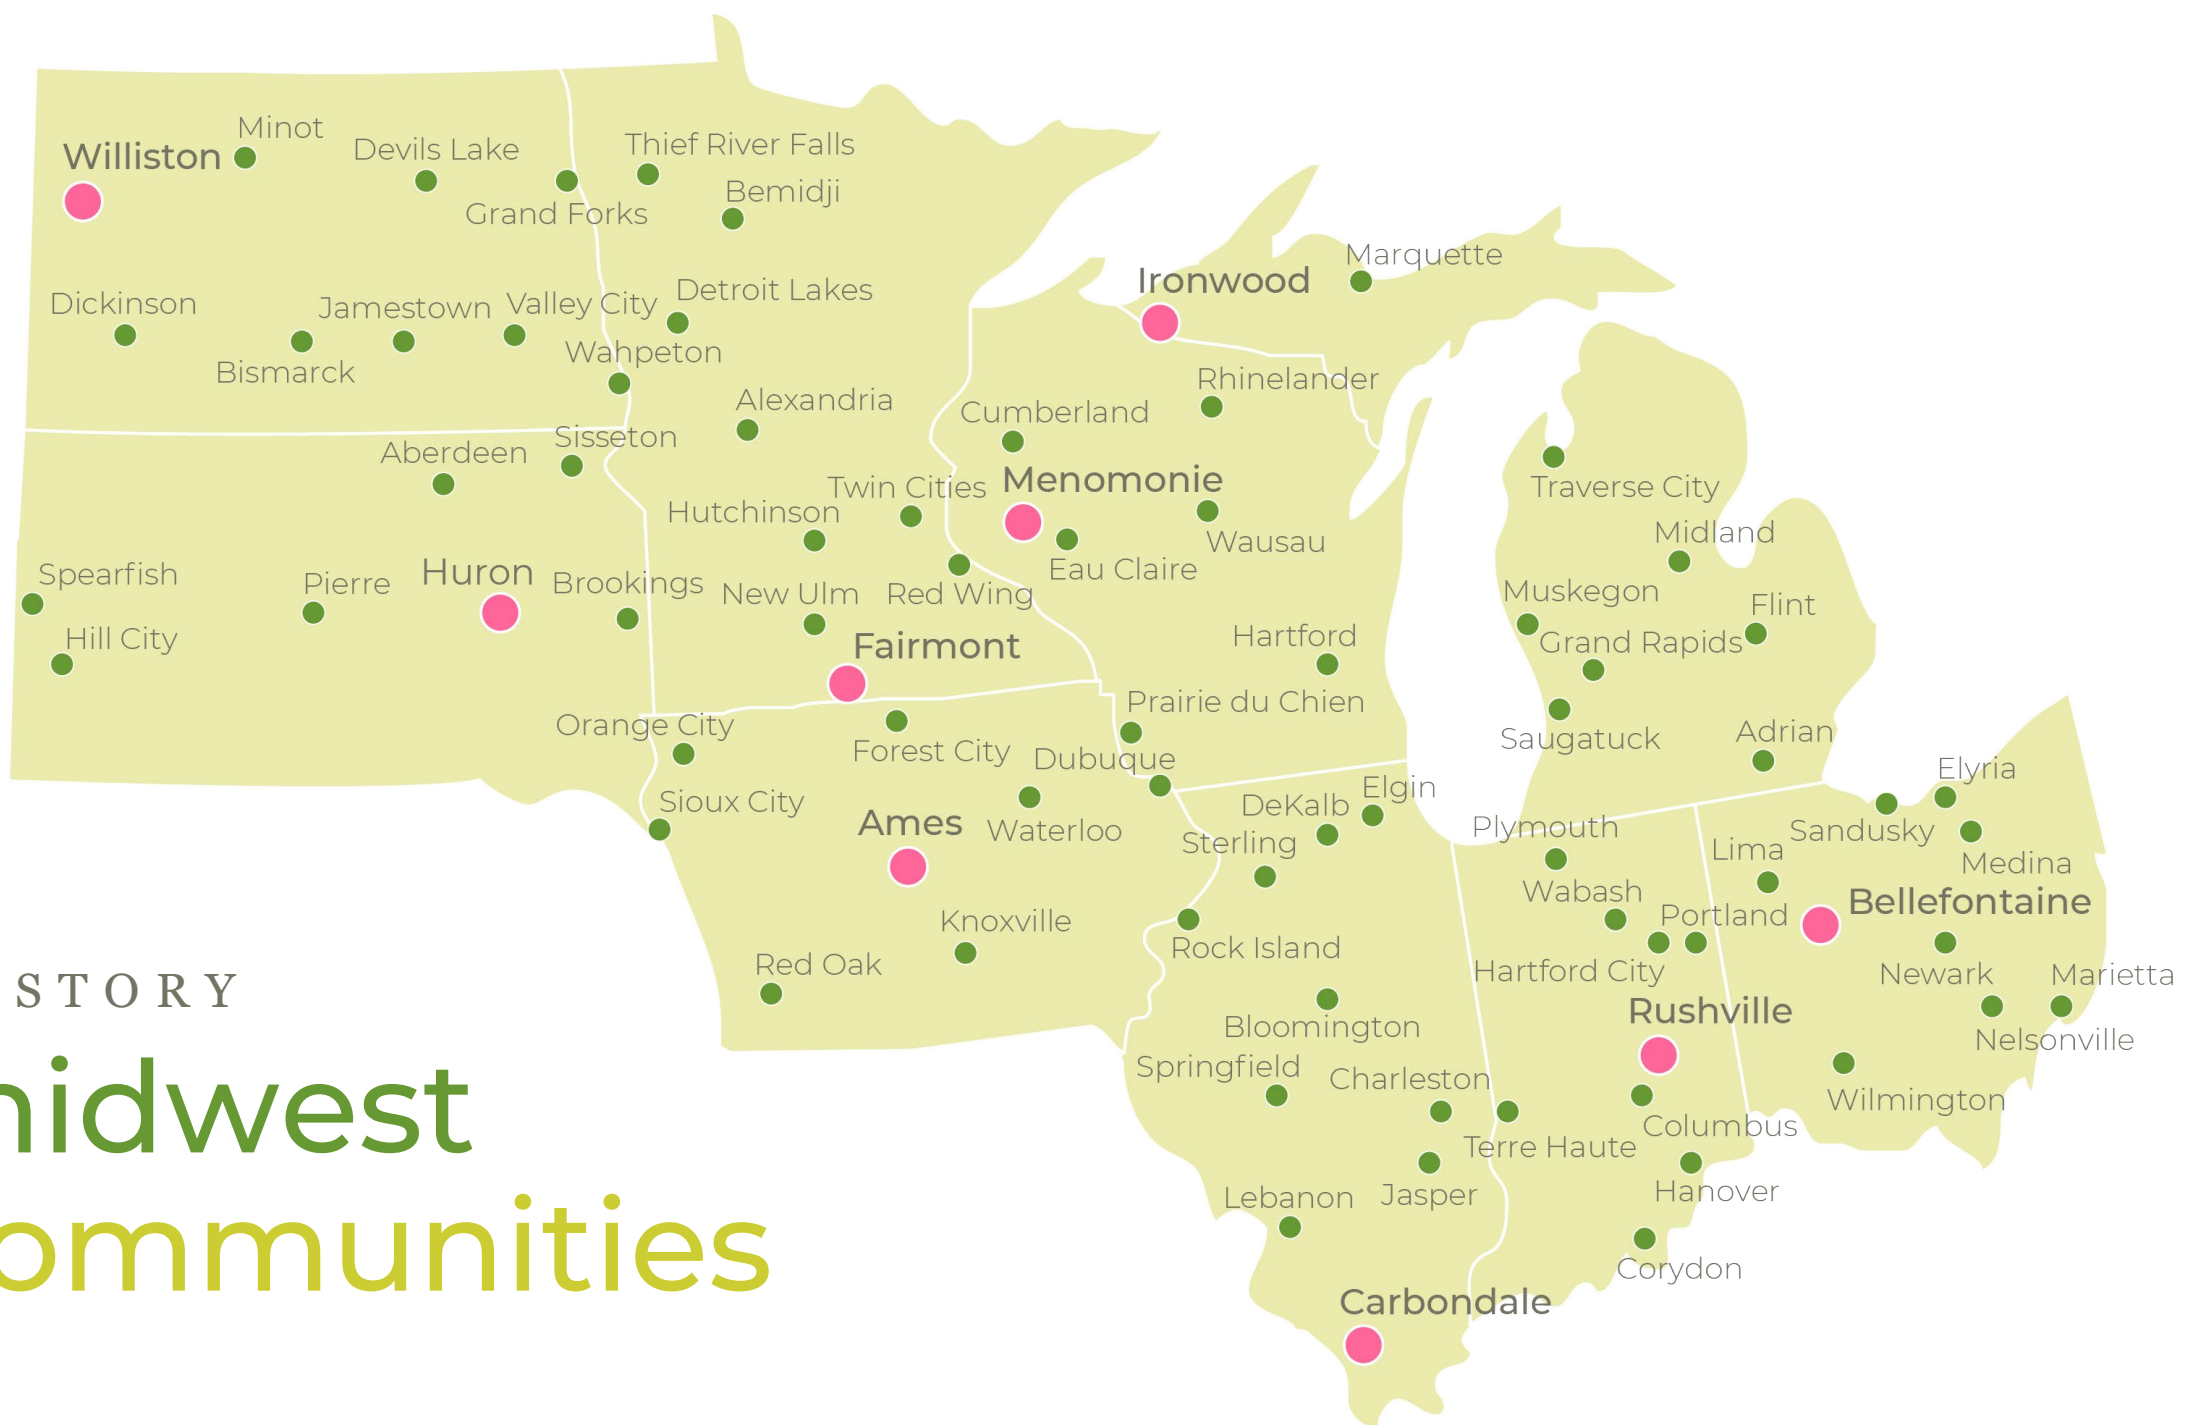 Minot
Williston
Devils Lake
Thief River Falls
Bemidji
Grand Forks
Marquette
Ironwood
Dickinson
Jamestown
Valley City
Detroit Lakes
Wahpeton
Bismarck
Rhinelander
Alexandria
Cumberland
Sisseton
Aberdeen
Menomonie
Twin Cities
Traverse City
Hutchinson
Midland
Wausau
Spearfish
Pierre
Huron
Brookings
Eau Claire
New Ulm
Red Wing
Muskegon
Flint
Hill City
Fairmont
Hartford
Grand Rapids
Prairie du Chien
Orange City
Forest City
Dubuque
Saugatuck
Adrian
Elyria
Sioux City
Elgin
DeKalb
Ames
Waterloo
Sterling
Plymouth
Sandusky
Lima
Medina
Wabash
Bellefontaine
Knoxville
Portland
Red Oak
Rock Island
Hartford City
Newark
Marietta
Rushville
Bloomington
Nelsonville
Springfield
Charleston
Wilmington
Columbus
Terre Haute
Lebanon
Jasper
Hanover
Corydon
Carbondale
STORY
idwest
ommunities